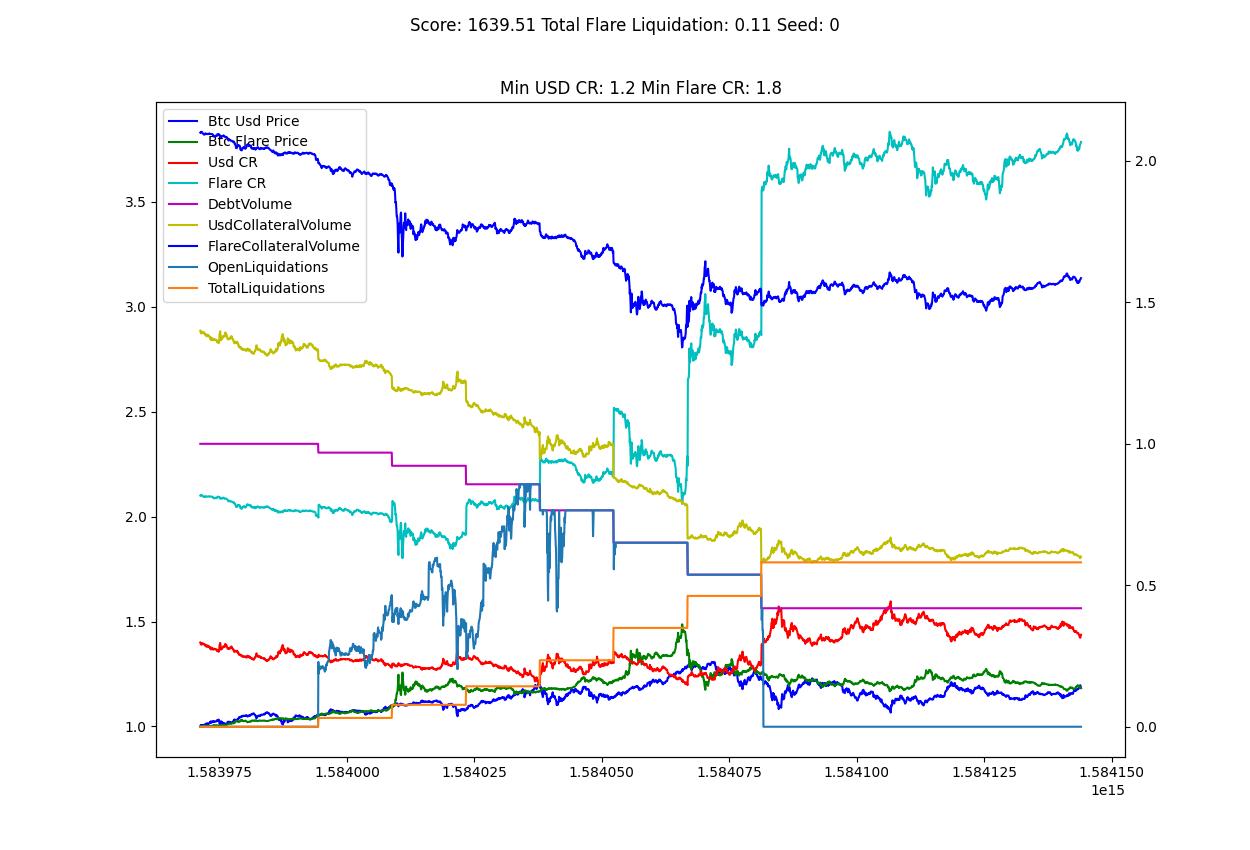 Score: 1639.51 Total Flare Liquidation: 0.11 Seed: 0
Min USD CR: 1.2 Min Flare CR: 1.8
Btc Usd Price
Btc Flare Price
Usd CR
Flare CR
DebtVolume
UsdCollateralVolume
FlareCollateralVolume
OpenLiquidations
TotalLiquidations
3.5
3.0
2.5
2.0
1.5
1.0
2.0
1.5
1.0
0.5
0.0
1.583975 1.584000 1.584025 1.584050 1.584075 1.584100 1.584125 1.584150
1e15